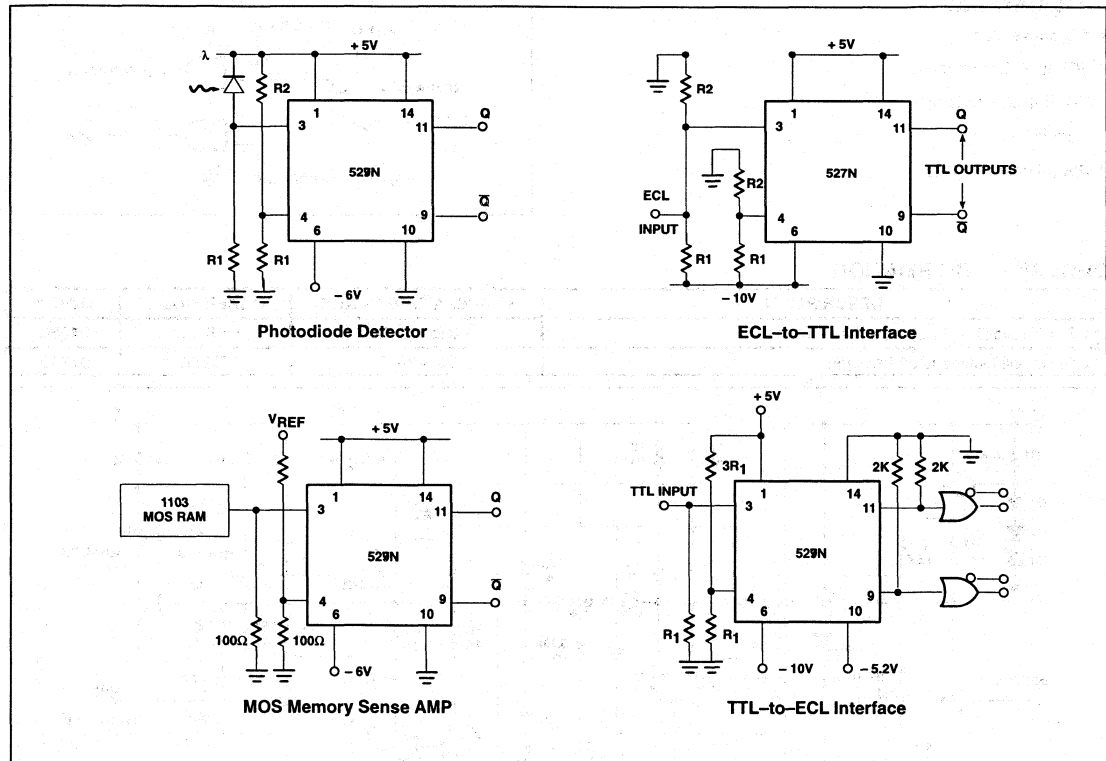 λ
+ 5V
R2
1
14
3
11
Q
529N
4
9
Q̅
6
10
R1
R1
– 6V
Photodiode Detector
+ 5V
R2
1
14
3
11
Q
527N
TTL OUTPUTS
R2
ECL
INPUT
4
9
Q̅
6
10
R1
R1
– 10V
ECL–to–TTL Interface
VREF
+ 5V
1103
MOS RAM
1
14
3
11
Q
529N
4
9
Q̅
6
10
100Ω
100Ω
– 6V
MOS Memory Sense AMP
+ 5V
3R1
2K
2K
TTL INPUT
1
14
3
11
529N
4
9
6
10
R1
R1
– 10V
– 5.2V
TTL–to–ECL Interface